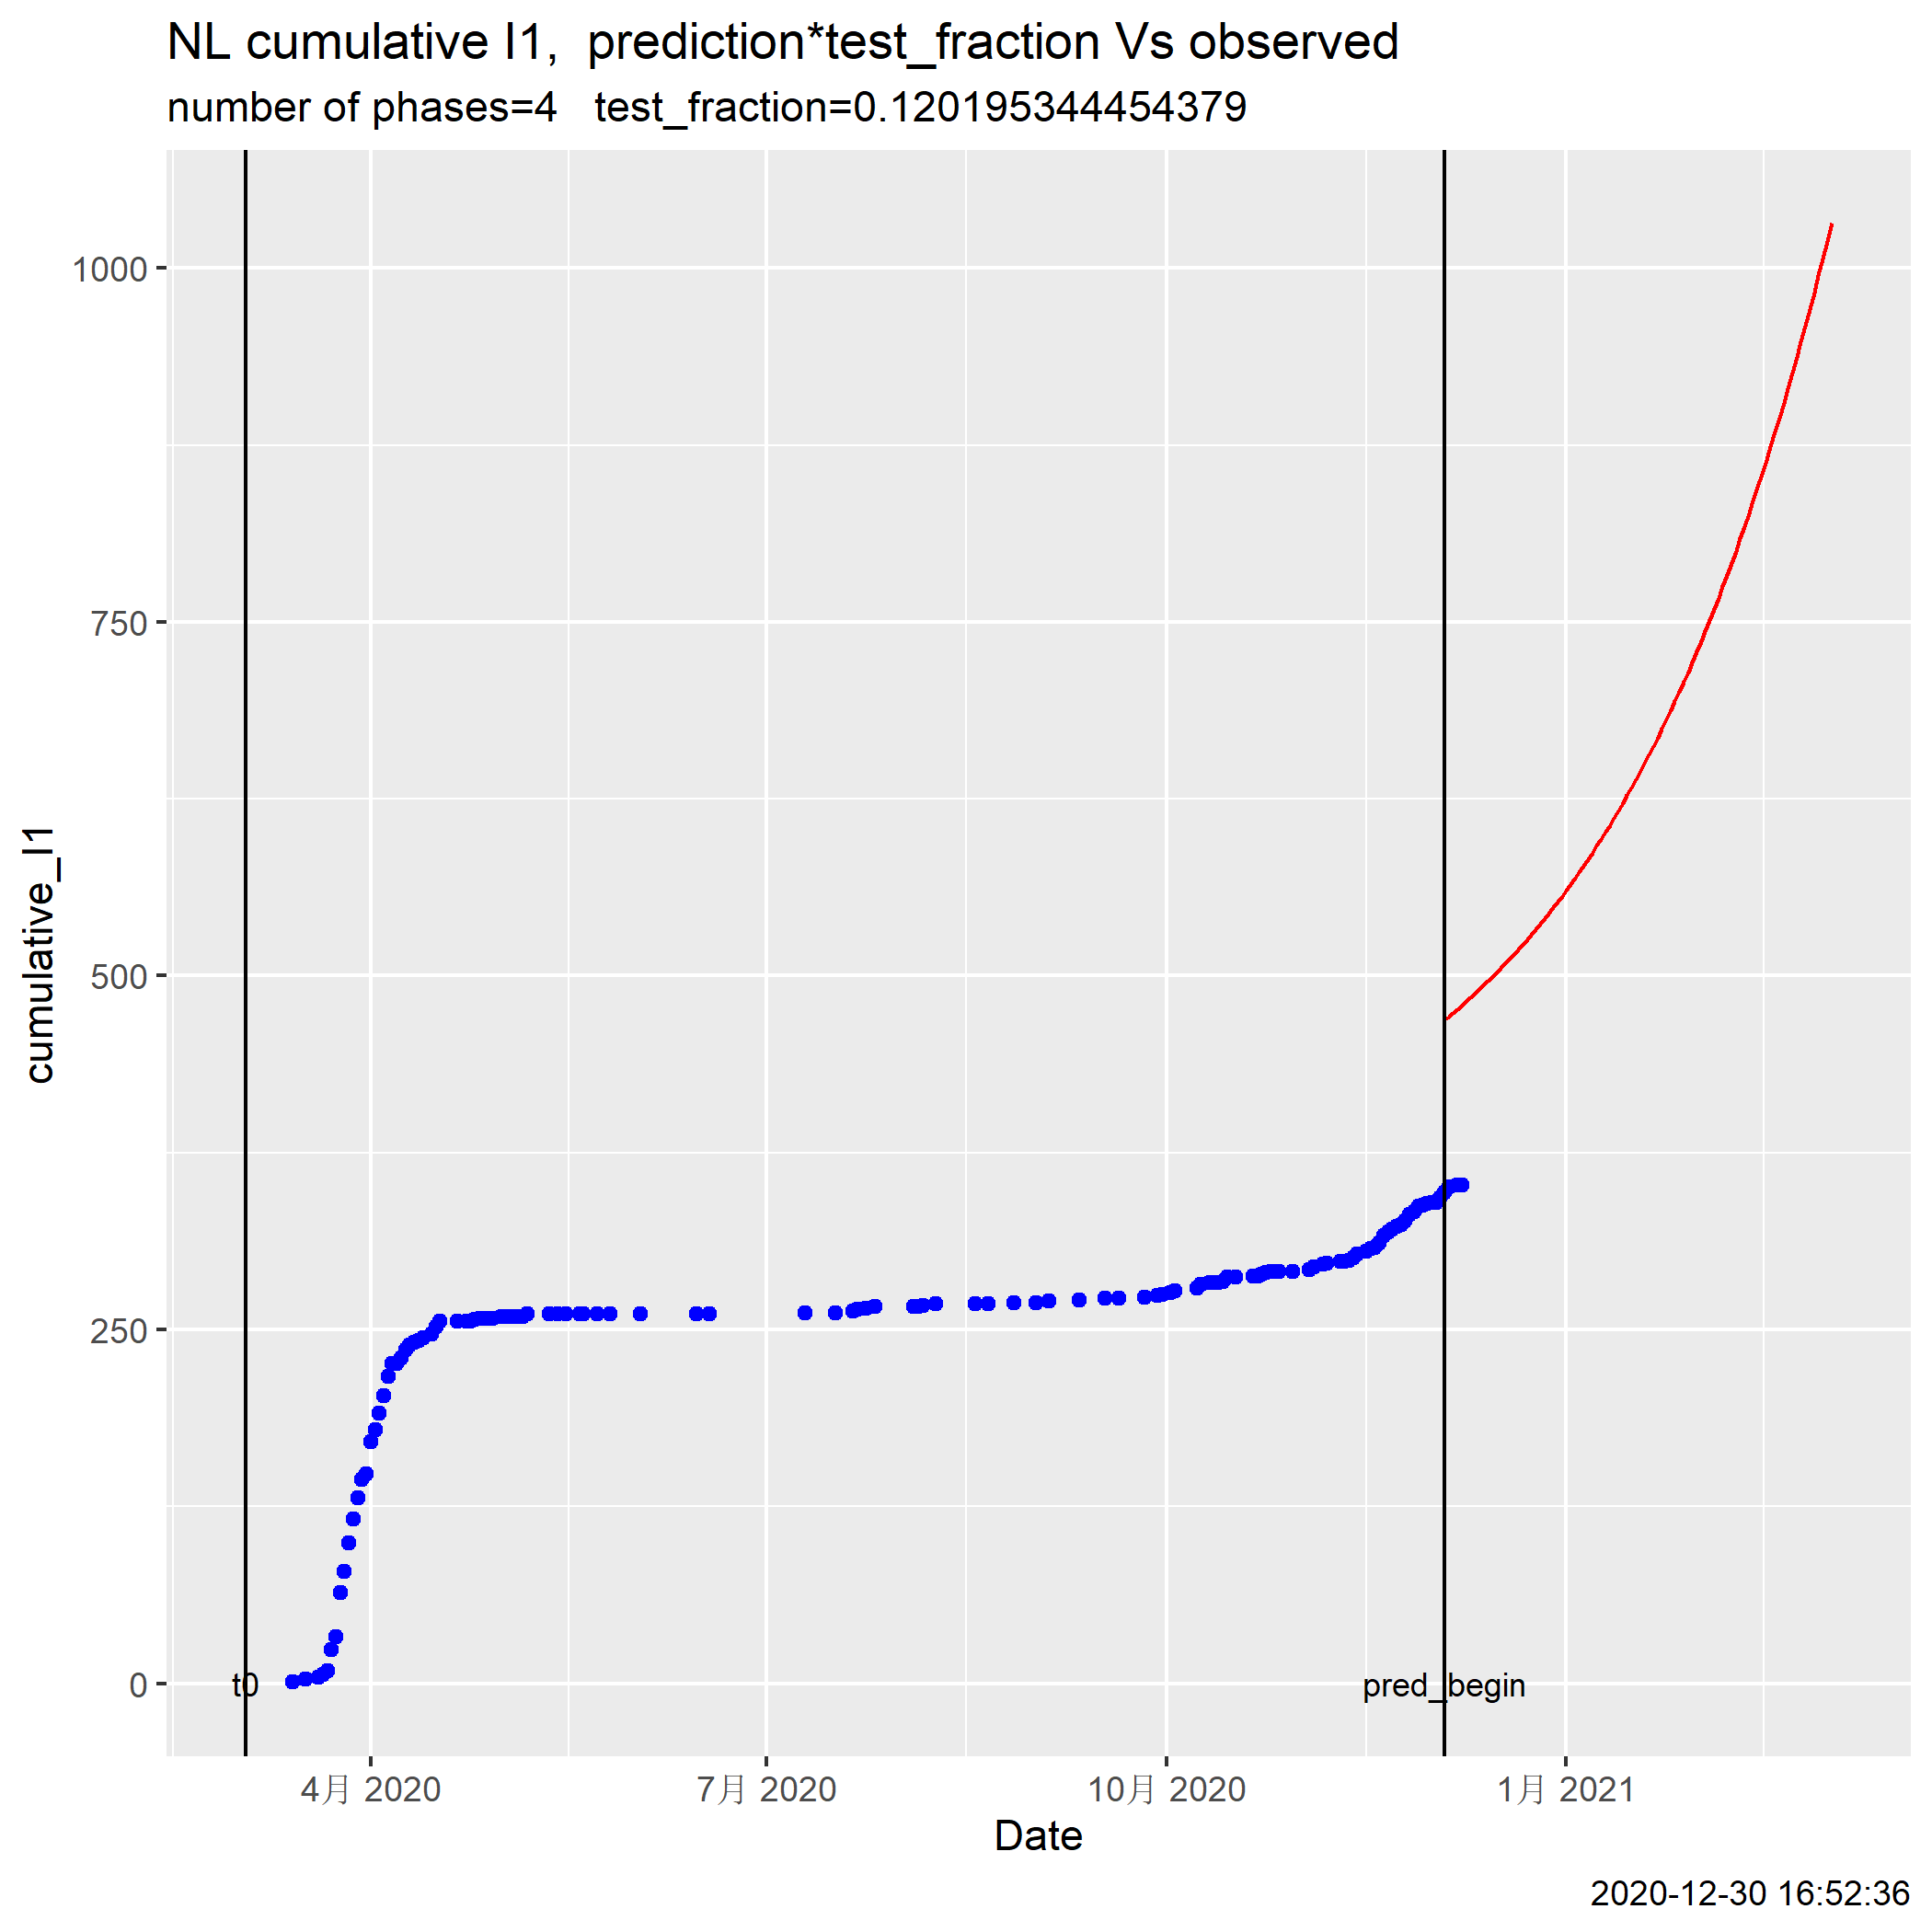 NL cumulative I1,  prediction*test_fraction Vs observed
number of phases=4   test_fraction=0.120195344454379
cumulative_I1
1000
750
500
250
0
t0
pred_begin
4月 2020
7月 2020
10月 2020
1月 2021
Date
2020-12-30 16:52:36